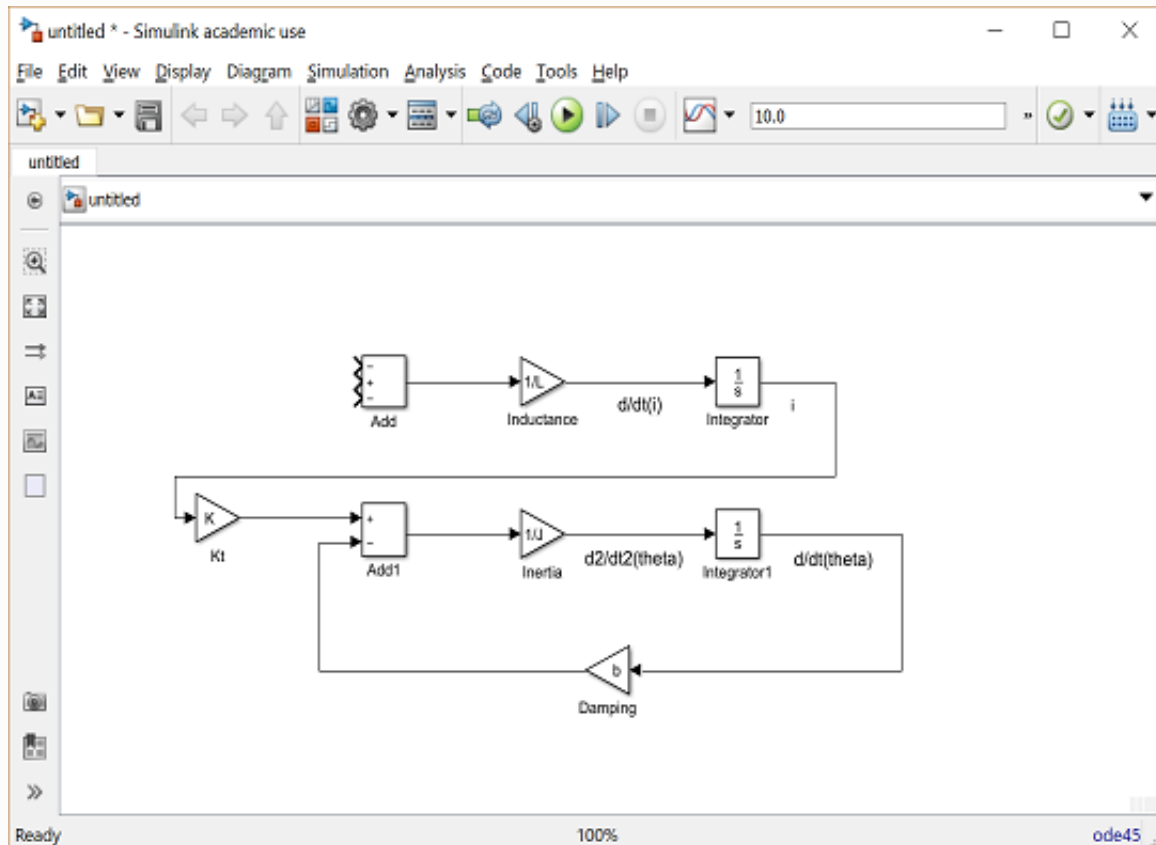 untitled * - Simulink academic use
File Edit View Display Diagram Simulation Analysis Code Tools Help
10.0 »
untitled
untitled
- + -
1/L
1/s
Add
Inductance
d/dt(i)
Integrator
i
K
+ -
1/J
1/s
Kt
Add1
Inertia
d2/dt2(theta)
Integrator1
d/dt(theta)
b
Damping
Ready 100% ode45